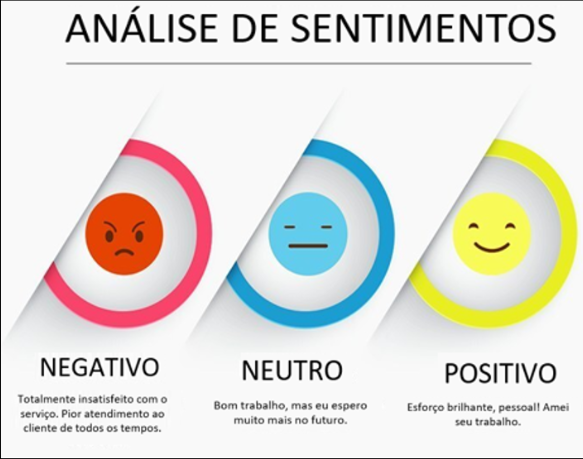 ANÁLISE DE SENTIMENTOS
NEGATIVO
Totalmente insatisfeito com o
serviço. Pior atendimento ao
cliente de todos os tempos.
NEUTRO
Bom trabalho, mas eu espero
muito mais no futuro.
POSITIVO
Esforço brilhante, pessoal! Amei
seu trabalho.